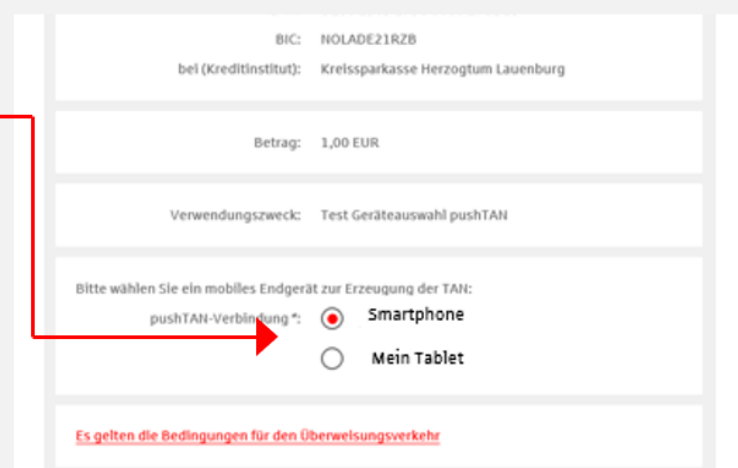 BIC: NOLADE21RZB
bei (Kreditinstitut): Kreissparkasse Herzogtum Lauenburg
Betrag: 1,00 EUR
Verwendungszweck: Test Geräteauswahl pushTAN
Bitte wählen Sie ein mobiles Endgerät zur Erzeugung der TAN:
pushTAN-Verbindung *: Smartphone
Mein Tablet
Es gelten die Bedingungen für den Überweisungsverkehr